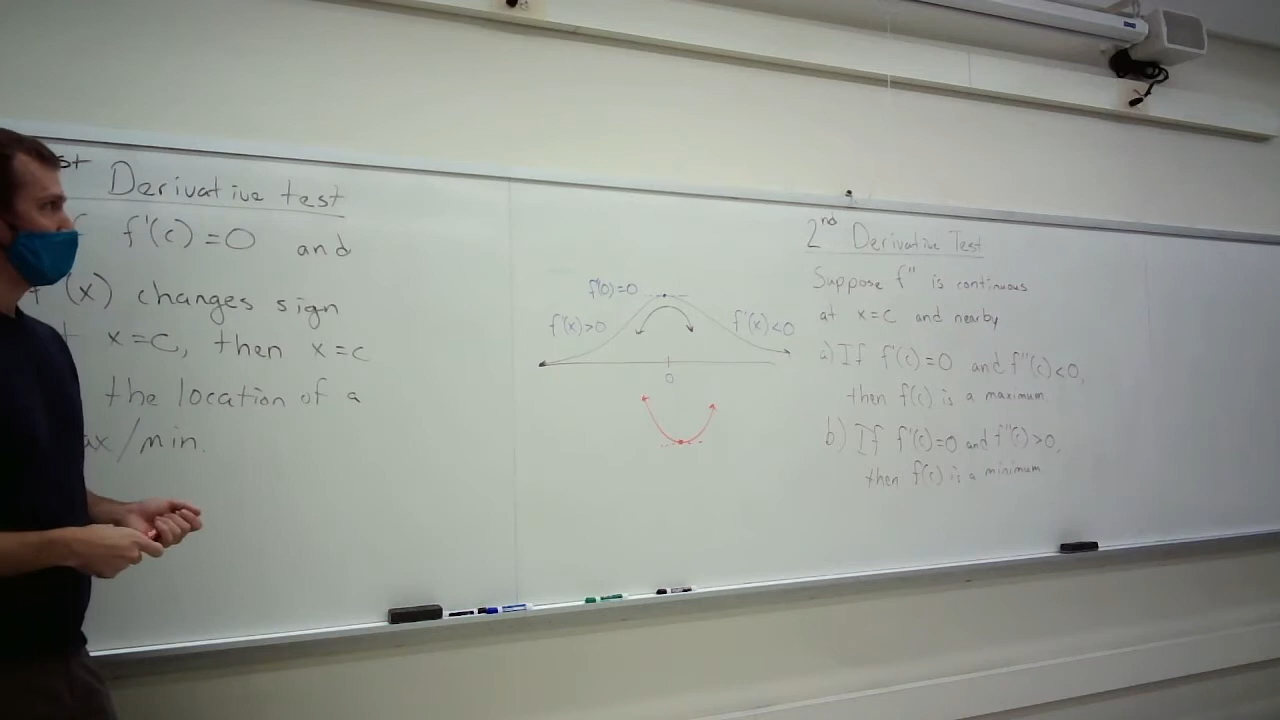 st Derivative test
f'(c) = 0 and
(x) changes sign
x=c, then x=c
the location of a
ax/min.
f'(0)=0
f'(x)>0
f'(x)<0
0
2nd Derivative Test
Suppose f" is continuous
at x=c and nearby
a) If f'(c)=0 and f"(c)<0,
then f(c) is a maximum
b) If f'(c)=0 and f"(c)>0,
then f(c) is a minimum